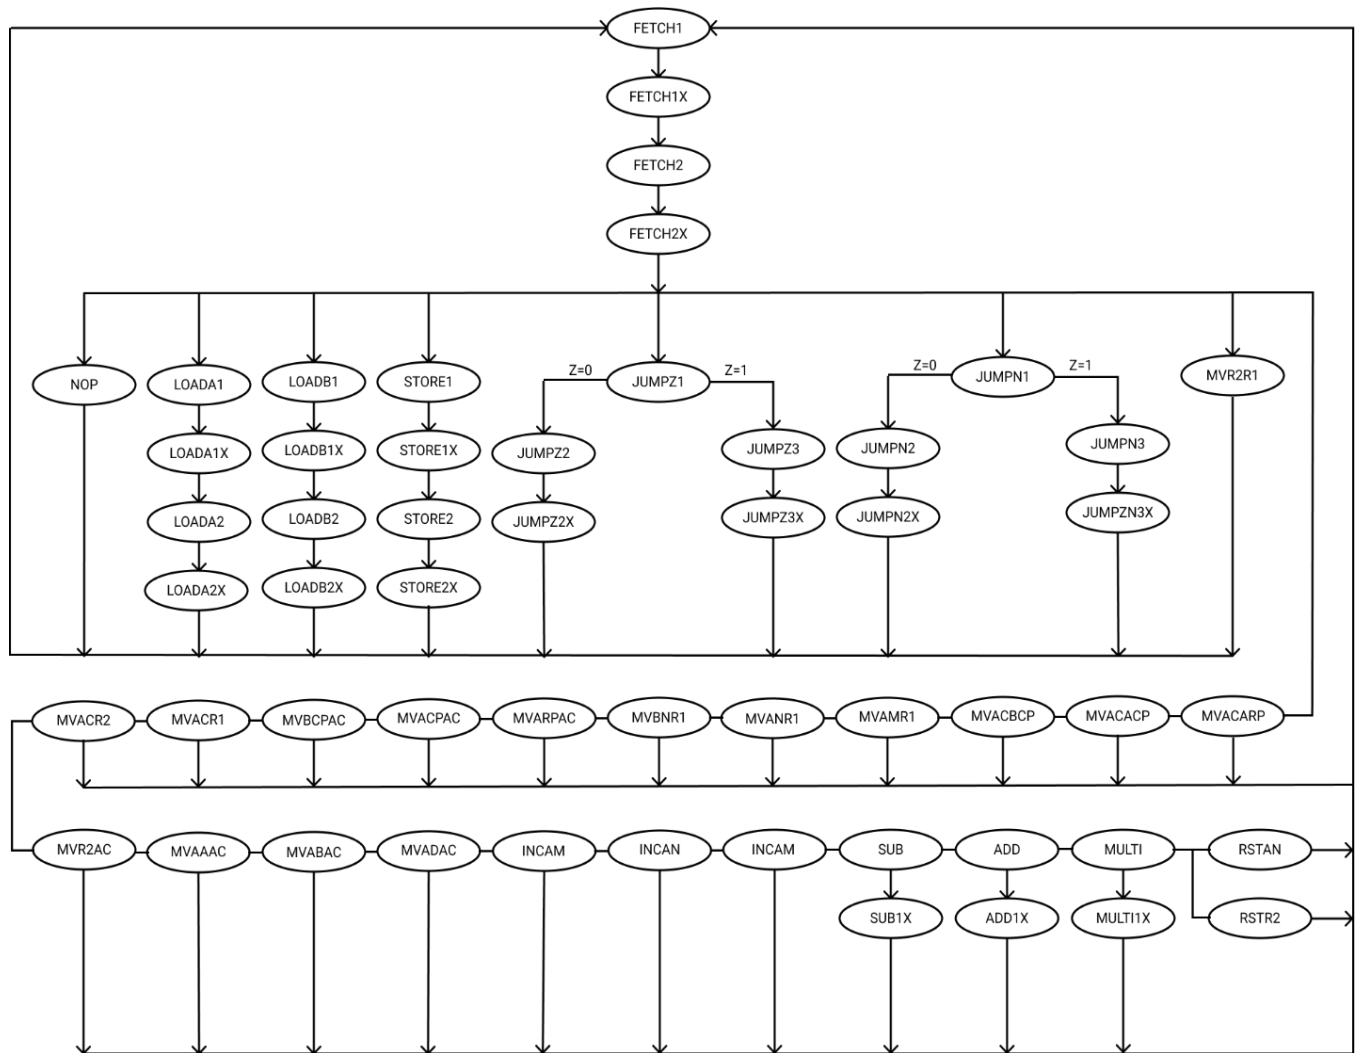 FETCH1
FETCH1X
FETCH2
FETCH2X
NOP
LOADA1
LOADA1X
LOADA2
LOADA2X
LOADB1
LOADB1X
LOADB2
LOADB2X
STORE1
STORE1X
STORE2
STORE2X
Z=0
JUMPZ1
Z=1
JUMPZ2
JUMPZ2X
JUMPZ3
JUMPZ3X
Z=0
JUMPN1
Z=1
JUMPN2
JUMPN2X
JUMPN3
JUMPZN3X
MVR2R1
MVACR2
MVACR1
MVBCPAC
MVACPAC
MVARPAC
MVBNR1
MVANR1
MVAMR1
MVACBCP
MVACACP
MVACARP
MVR2AC
MVAAAC
MVABAC
MVADAC
INCAM
INCAN
INCAM
SUB
ADD
MULTI
RSTAN
SUB1X
ADD1X
MULTI1X
RSTR2